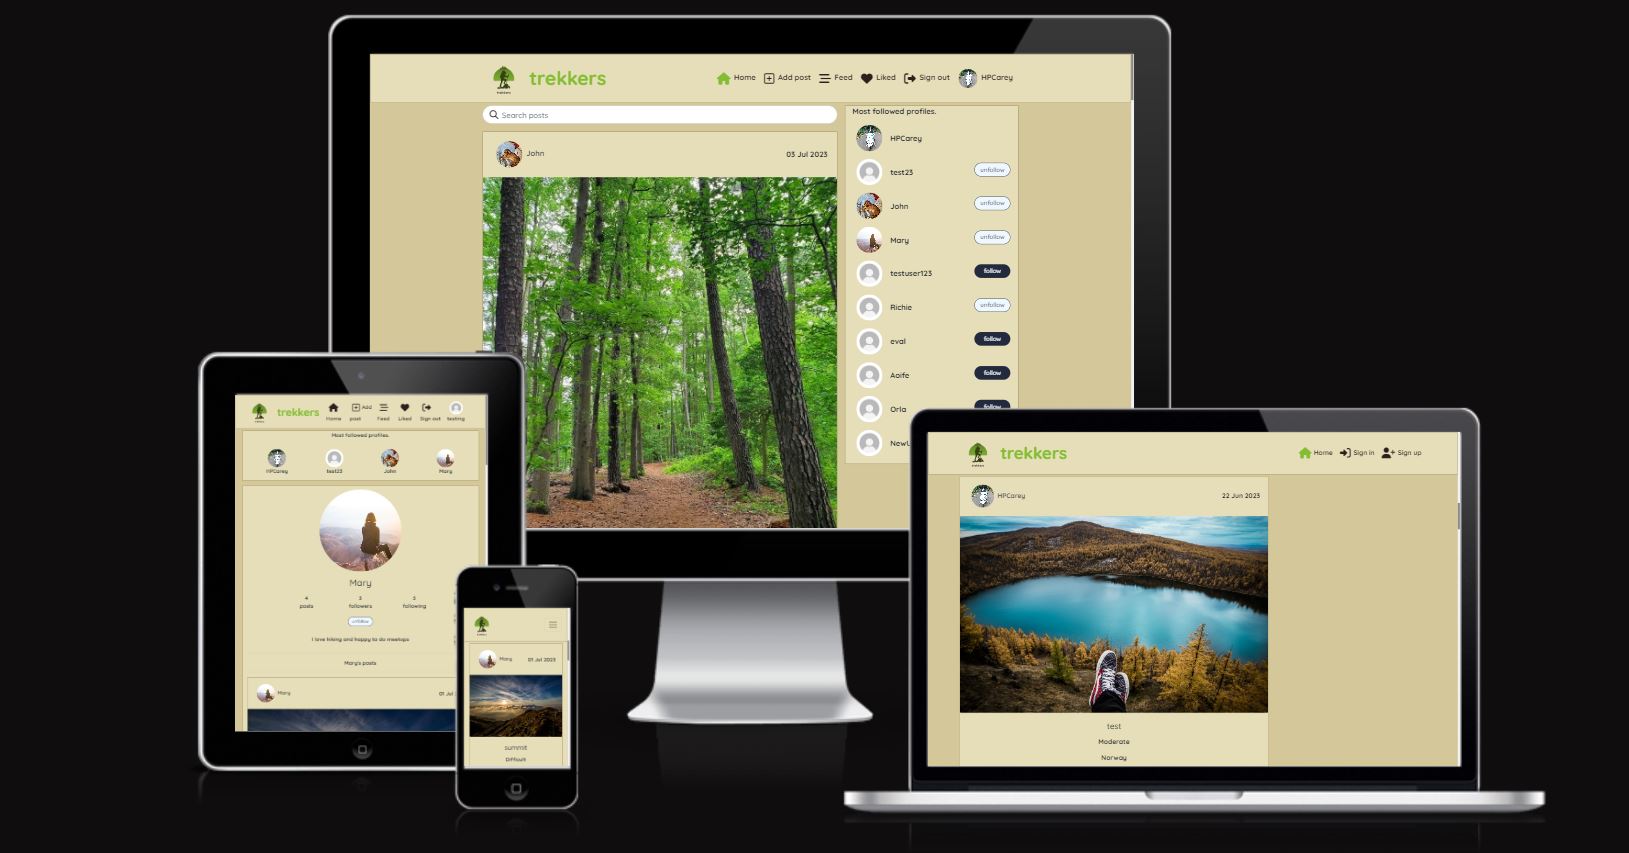 trekkers
Home Add post Feed Liked Sign out HPCarey
trekkers
Search posts
Most followed profiles.
John 03 Jul 2023
HPCarey
test23 unfollow
John unfollow
Mary unfollow
testuser123 follow
Richie unfollow
eval follow
Aoife follow
Orla follow
NewU
trekkers Home Add post Feed Liked Sign out testing
trekkers
Most followed profiles.
HPCarey test23 John Mary
Mary
4 posts 3 followers 3 following
unfollow
I love hiking and happy to do meetups
Mary's posts
Mary 01 Jul
trekkers
Mary 01 Jul 2023
summit
Difficult
trekkers Home Sign in Sign up
trekkers
HPCarey 22 Jun 2023
test
Moderate
Norway